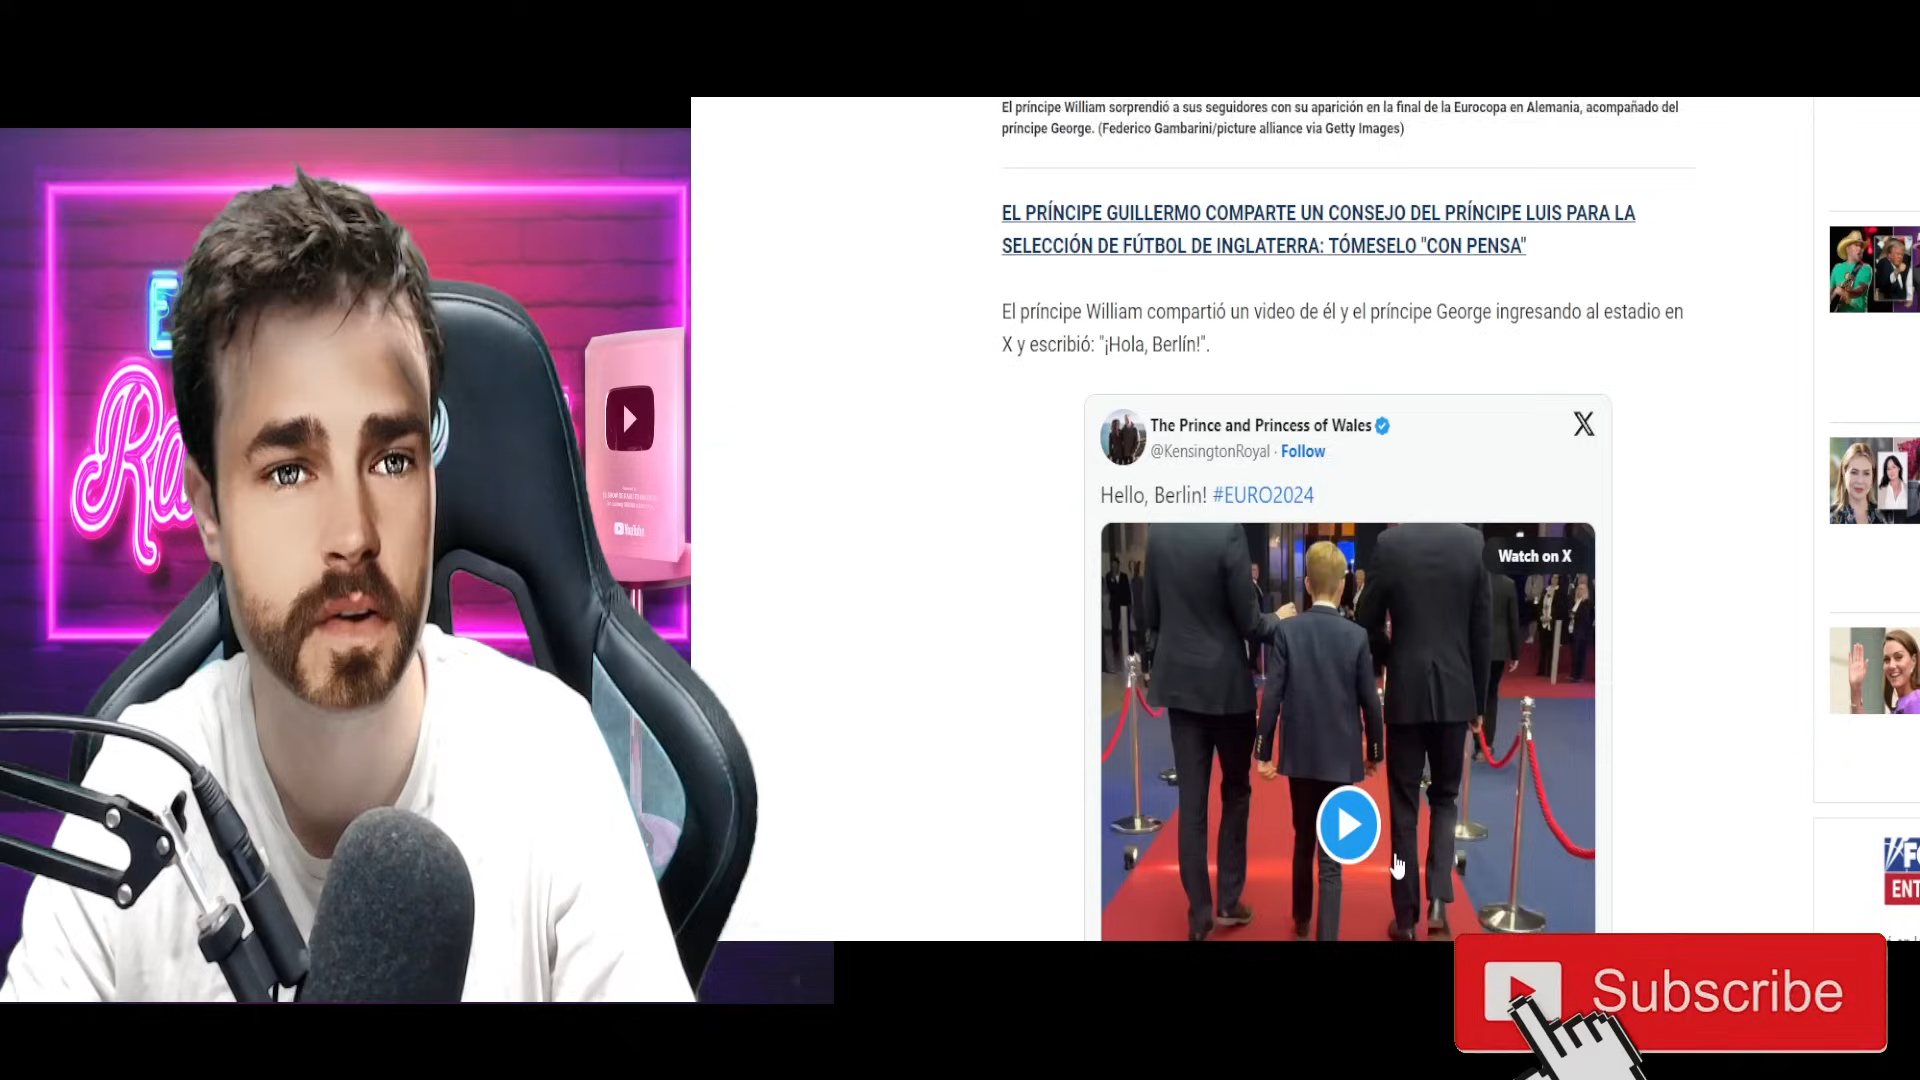 El príncipe William sorprendió a sus seguidores con su aparición en la final de la Eurocopa en Alemania, acompañado del
príncipe George. (Federico Gambarini/picture alliance via Getty Images)
EL PRÍNCIPE GUILLERMO COMPARTE UN CONSEJO DEL PRÍNCIPE LUIS PARA LA
SELECCIÓN DE FÚTBOL DE INGLATERRA: TÓMESELO "CON PENSA"
El príncipe William compartió un video de él y el príncipe George ingresando al estadio en
X y escribió: "¡Hola, Berlín!".
The Prince and Princess of Wales
@KensingtonRoyal · Follow
Hello, Berlin! #EURO2024
Watch on X
YouTube
ENT
Subscribe